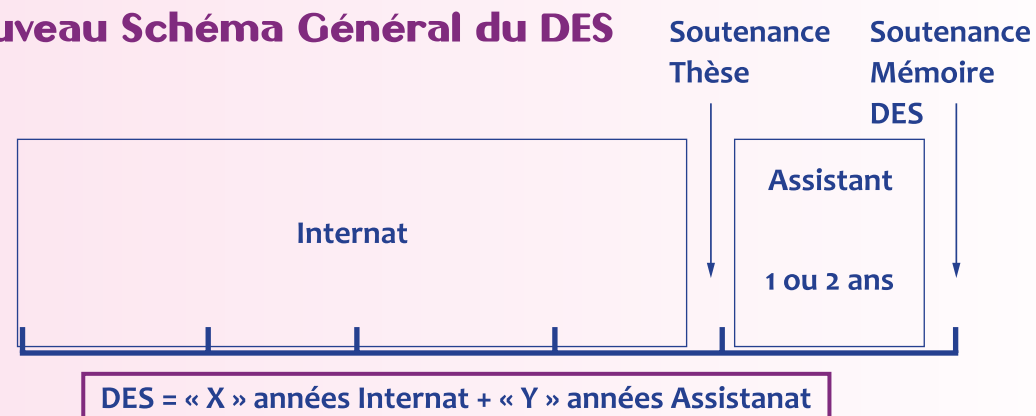 uveau Schéma Général du DES
Soutenance
Thèse
Soutenance
Mémoire
DES
Internat
Assistant
1 ou 2 ans
DES = « X » années Internat + « Y » années Assistanat